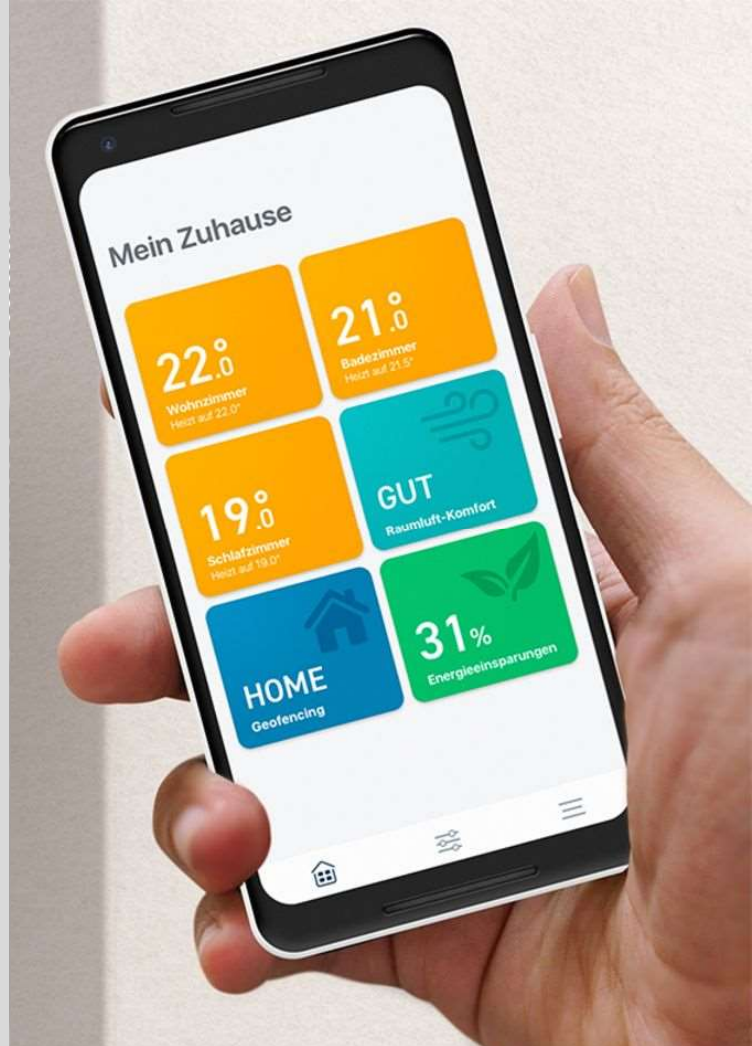 Mein Zuhause
22.0°
Wohnzimmer
Heizt auf 22.0°
21.0°
Badezimmer
Heizt auf 21.5°
19.0°
Schlafzimmer
Heizt auf 19.0°
GUT
Raumluft-Komfort
HOME
Geofencing
31%
Energieeinsparungen